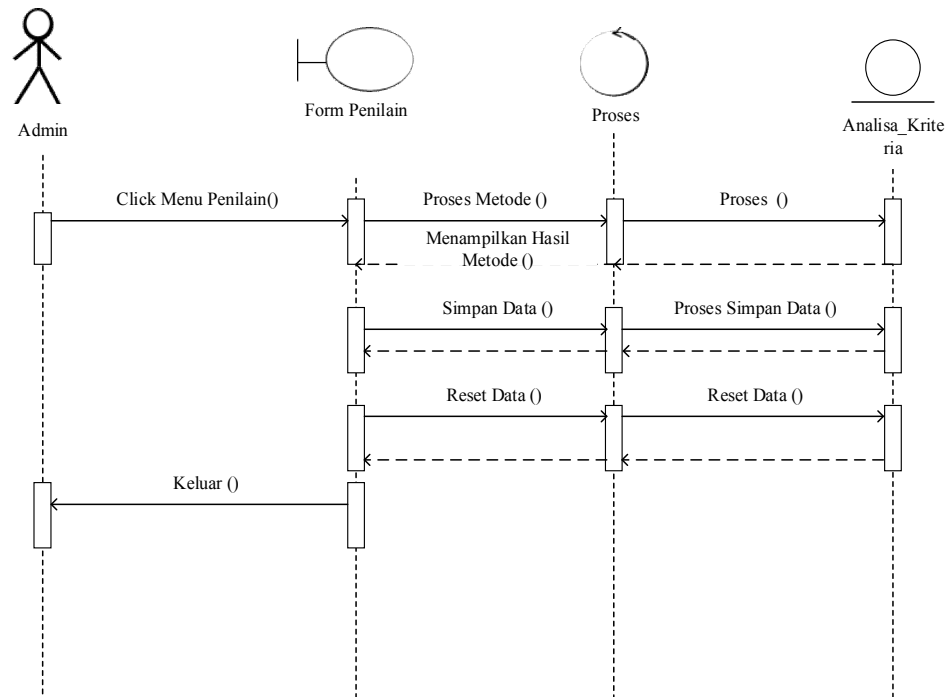 Form Penilain
Proses
Admin
Analisa_Krite
ria
Click Menu Penilain()
Proses Metode ()
Proses ()
Menampilkan Hasil
Metode ()
Simpan Data ()
Proses Simpan Data ()
Reset Data ()
Reset Data ()
Keluar ()